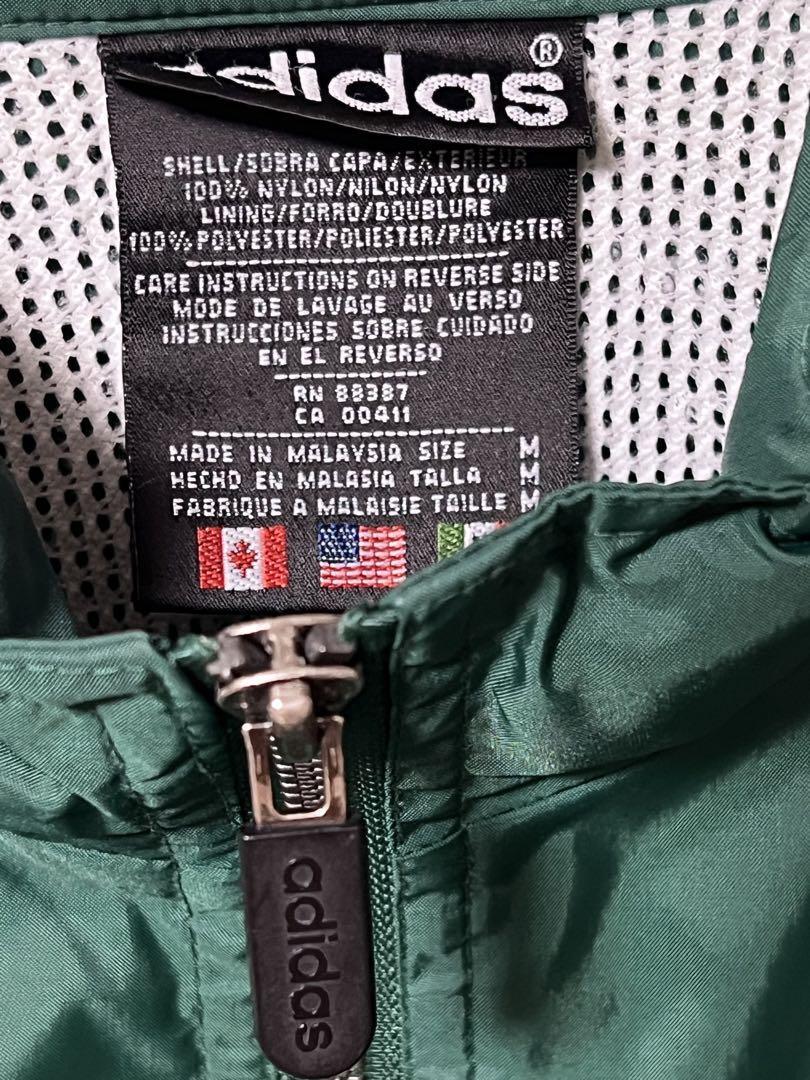 adidas®
SHELL/SOBRA CAPA/EXTERIEUR
100% NYLON/NILON/NYLON
LINING/FORRO/DOUBLURE
100% POLYESTER/POLIESTER/POLYESTER
CARE INSTRUCTIONS ON REVERSE SIDE
MODE DE LAVAGE AU VERSO
INSTRUCCIONES SOBRE CUIDADO
EN EL REVERSO
RN 88387
CA 00411
MADE IN MALAYSIA SIZE M
HECHO EN MALASIA TALLA M
FABRIQUE A MALAISIE TAILLE M
adidas